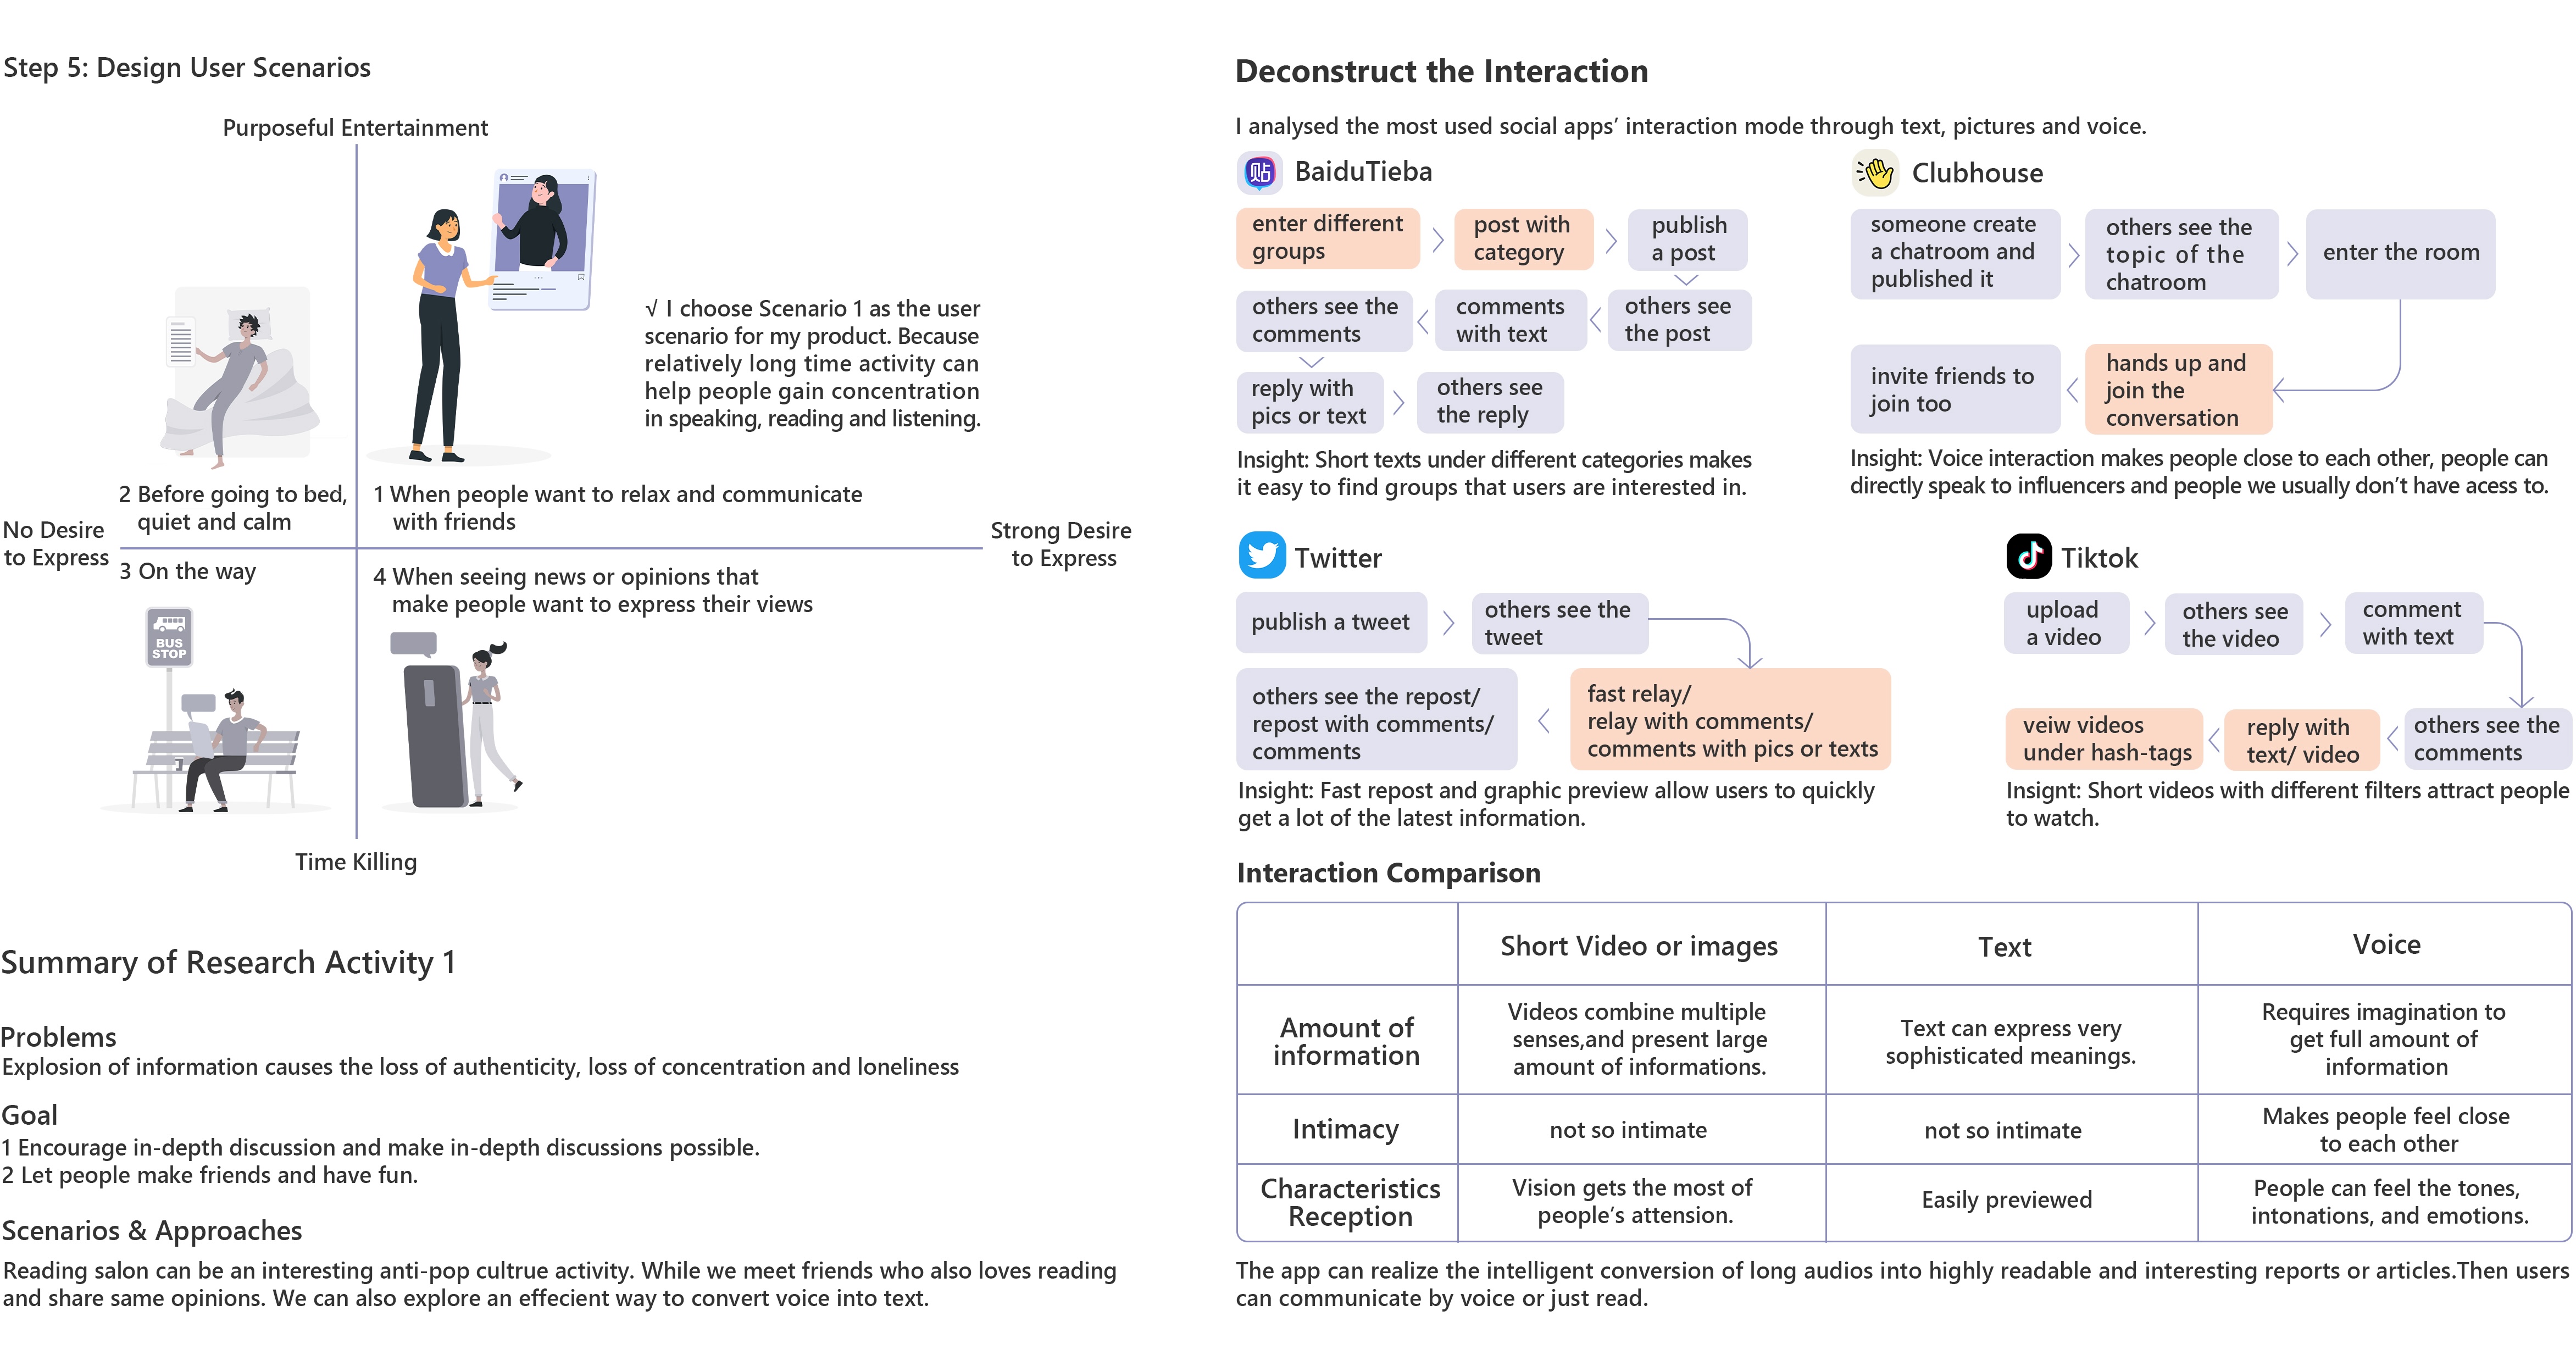 Step 5: Design User Scenarios
Purposeful Entertainment
√ I choose Scenario 1 as the user
scenario for my product. Because
relatively long time activity can
help people gain concentration
in speaking, reading and listening.
2 Before going to bed,
quiet and calm
1 When people want to relax and communicate
with friends
No Desire
to Express
Strong Desire
to Express
3 On the way
4 When seeing news or opinions that
make people want to express their views
BUS
STOP
Time Killing
Summary of Research Activity 1
Problems
Explosion of information causes the loss of authenticity, loss of concentration and loneliness
Goal
1 Encourage in-depth discussion and make in-depth discussions possible.
2 Let people make friends and have fun.
Scenarios & Approaches
Reading salon can be an interesting anti-pop cultrue activity. While we meet friends who also loves reading
and share same opinions. We can also explore an effecient way to convert voice into text.
Deconstruct the Interaction
I analysed the most used social apps’ interaction mode through text, pictures and voice.
贴
BaiduTieba
enter different
groups
post with
category
publish
a post
others see
the post
comments
with text
others see the
comments
reply with
pics or text
others see
the reply
Insight: Short texts under different categories makes
it easy to find groups that users are interested in.
Clubhouse
someone create
a chatroom and
published it
others see the
topic of the
chatroom
enter the room
hands up and
join the
conversation
invite friends to
join too
Insight: Voice interaction makes people close to each other, people can
directly speak to influencers and people we usually don’t have acess to.
Twitter
publish a tweet
others see the
tweet
fast relay/
relay with comments/
comments with pics or texts
others see the repost/
repost with comments/
comments
Insight: Fast repost and graphic preview allow users to quickly
get a lot of the latest information.
Tiktok
upload
a video
others see
the video
comment
with text
others see the
comments
reply with
text/ video
veiw videos
under hash-tags
Insignt: Short videos with different filters attract people
to watch.
Interaction Comparison
Short Video or images
Text
Voice
Amount of
information
Videos combine multiple
senses,and present large
amount of informations.
Text can express very
sophisticated meanings.
Requires imagination to
get full amount of
information
Intimacy
not so intimate
not so intimate
Makes people feel close
to each other
Characteristics
Reception
Vision gets the most of
people’s attension.
Easily previewed
People can feel the tones,
intonations, and emotions.
The app can realize the intelligent conversion of long audios into highly readable and interesting reports or articles.Then users
can communicate by voice or just read.